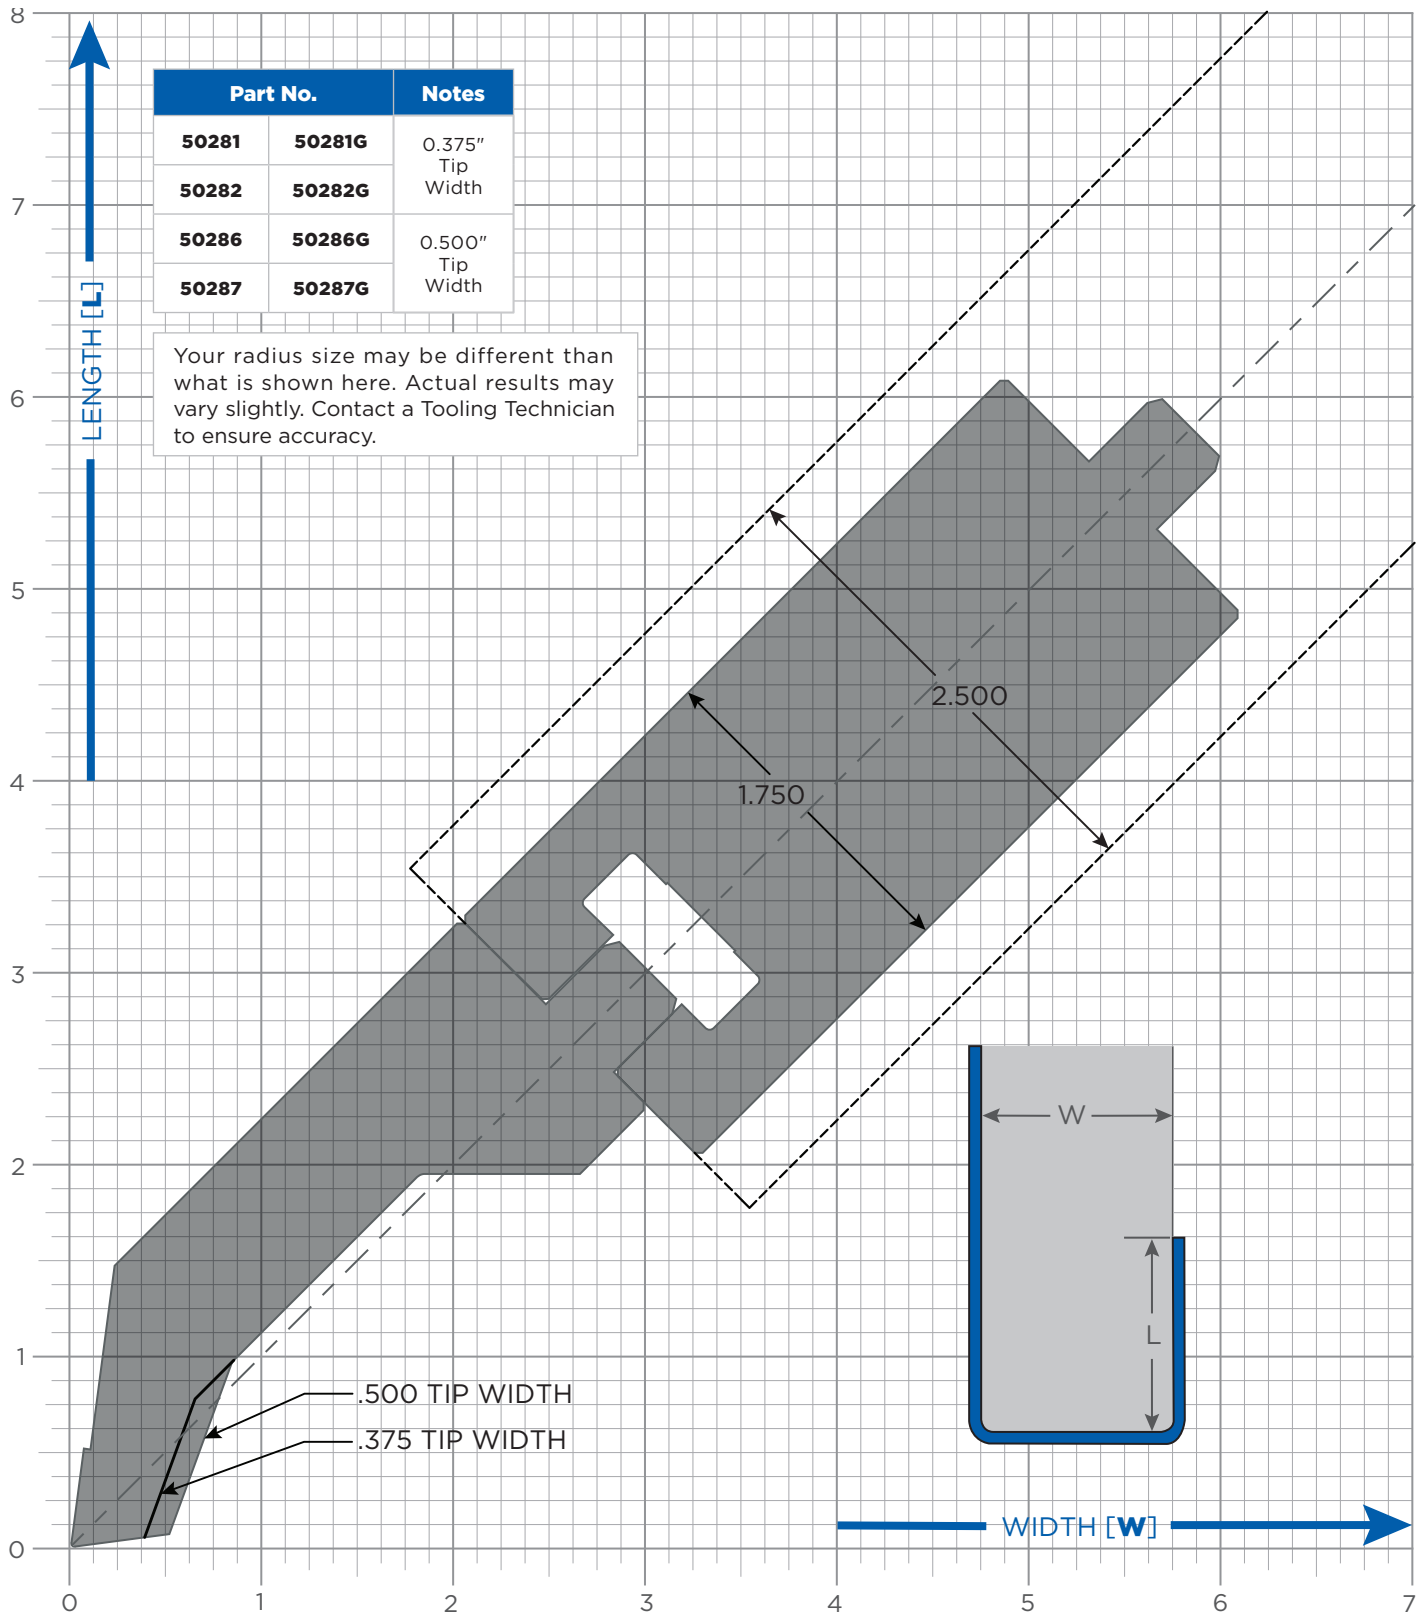 8
7
6
5
4
3
2
1
0
LENGTH [L]
Part No. Notes
50281 50281G
0.375"
Tip
Width
50282 50282G
50286 50286G
0.500"
Tip
Width
50287 50287G
Your radius size may be different than
what is shown here. Actual results may
vary slightly. Contact a Tooling Technician
to ensure accuracy.
2.500
1.750
W
L
.500 TIP WIDTH
.375 TIP WIDTH
WIDTH [W]
0 1 2 3 4 5 6 7